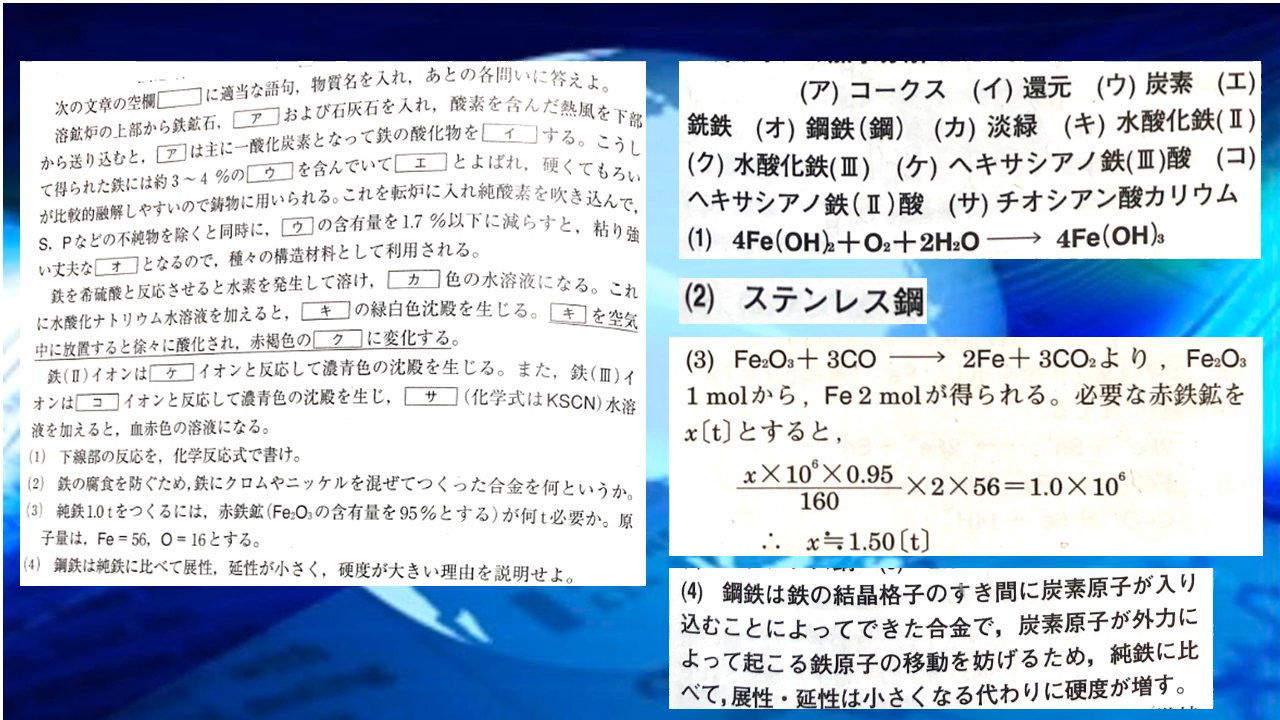 次の文章の空欄□に適当な語句，物質名を入れ，あとの各問いに答えよ。
溶鉱炉の上部から鉄鉱石，ア および石灰石を入れ，酸素を含んだ熱風を下部
から送り込むと，ア は主に一酸化炭素となって鉄の酸化物を イ する。こうし
て得られた鉄には約3～4％の ウ を含んでいて エ とよばれ，硬くてもろい
が比較的融解しやすいので鋳物に用いられる。これを転炉に入れ純酸素を吹き込んで，
S，Pなどの不純物を除くと同時に，ウ の含有量を1.7％以下に減らすと，粘り強
い丈夫な オ となるので，種々の構造材料として利用される。
鉄を希硫酸と反応させると水素を発生して溶け，カ 色の水溶液になる。これ
に水酸化ナトリウム水溶液を加えると，キ の緑白色沈殿を生じる。キ を空気
中に放置すると徐々に酸化され，赤褐色の ク に変化する。
鉄(Ⅱ)イオンは ケ イオンと反応して濃青色の沈殿を生じる。また，鉄(Ⅲ)イ
オンは コ イオンと反応して濃青色の沈殿を生じ，サ (化学式はKSCN)水溶
液を加えると，血赤色の溶液になる。
(1) 下線部の反応を，化学反応式で書け。
(2) 鉄の腐食を防ぐため,鉄にクロムやニッケルを混ぜてつくった合金を何というか。
(3) 純鉄1.0tをつくるには，赤鉄鉱(Fe₂O₃の含有量を95％とする)が何t必要か。原
子量は，Fe＝56，O＝16とする。
(4) 鋼鉄は純鉄に比べて展性，延性が小さく，硬度が大きい理由を説明せよ。
(ア) コークス (イ) 還元 (ウ) 炭素 (エ)
銑鉄 (オ) 鋼鉄(鋼) (カ) 淡緑 (キ) 水酸化鉄(Ⅱ)
(ク) 水酸化鉄(Ⅲ) (ケ) ヘキサシアノ鉄(Ⅲ)酸 (コ)
ヘキサシアノ鉄(Ⅱ)酸 (サ) チオシアン酸カリウム
(1) 4Fe(OH)₂＋O₂＋2H₂O ⟶ 4Fe(OH)₃
(2) ステンレス鋼
(3) Fe₂O₃＋3CO ⟶ 2Fe＋3CO₂より，Fe₂O₃
1 molから，Fe 2 molが得られる。必要な赤鉄鉱を
x〔t〕とすると，
x×10⁶×0.95／160 ×2×56＝1.0×10⁶
∴ x≒1.50〔t〕
(4) 鋼鉄は鉄の結晶格子のすき間に炭素原子が入り
込むことによってできた合金で，炭素原子が外力に
よって起こる鉄原子の移動を妨げるため，純鉄に比
べて,展性・延性は小さくなる代わりに硬度が増す。